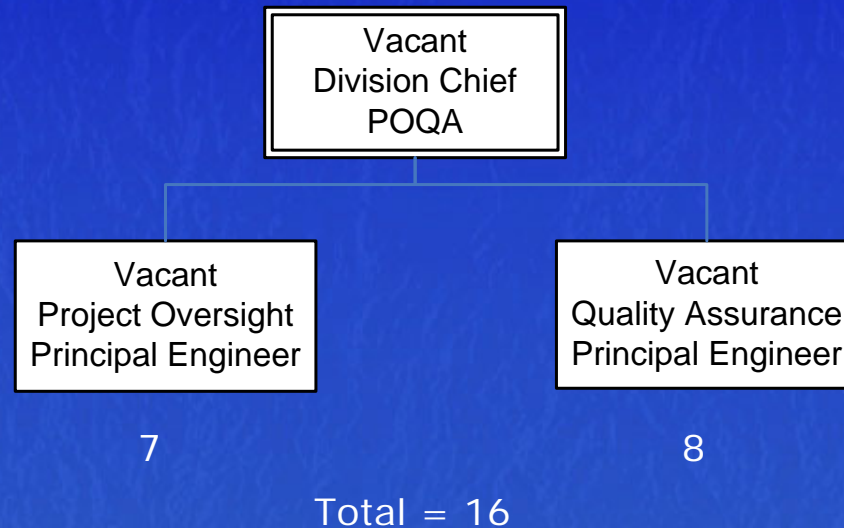 Vacant
Division Chief
POQA
Vacant
Project Oversight
Principal Engineer
Vacant
Quality Assurance
Principal Engineer
7
8
Total = 16